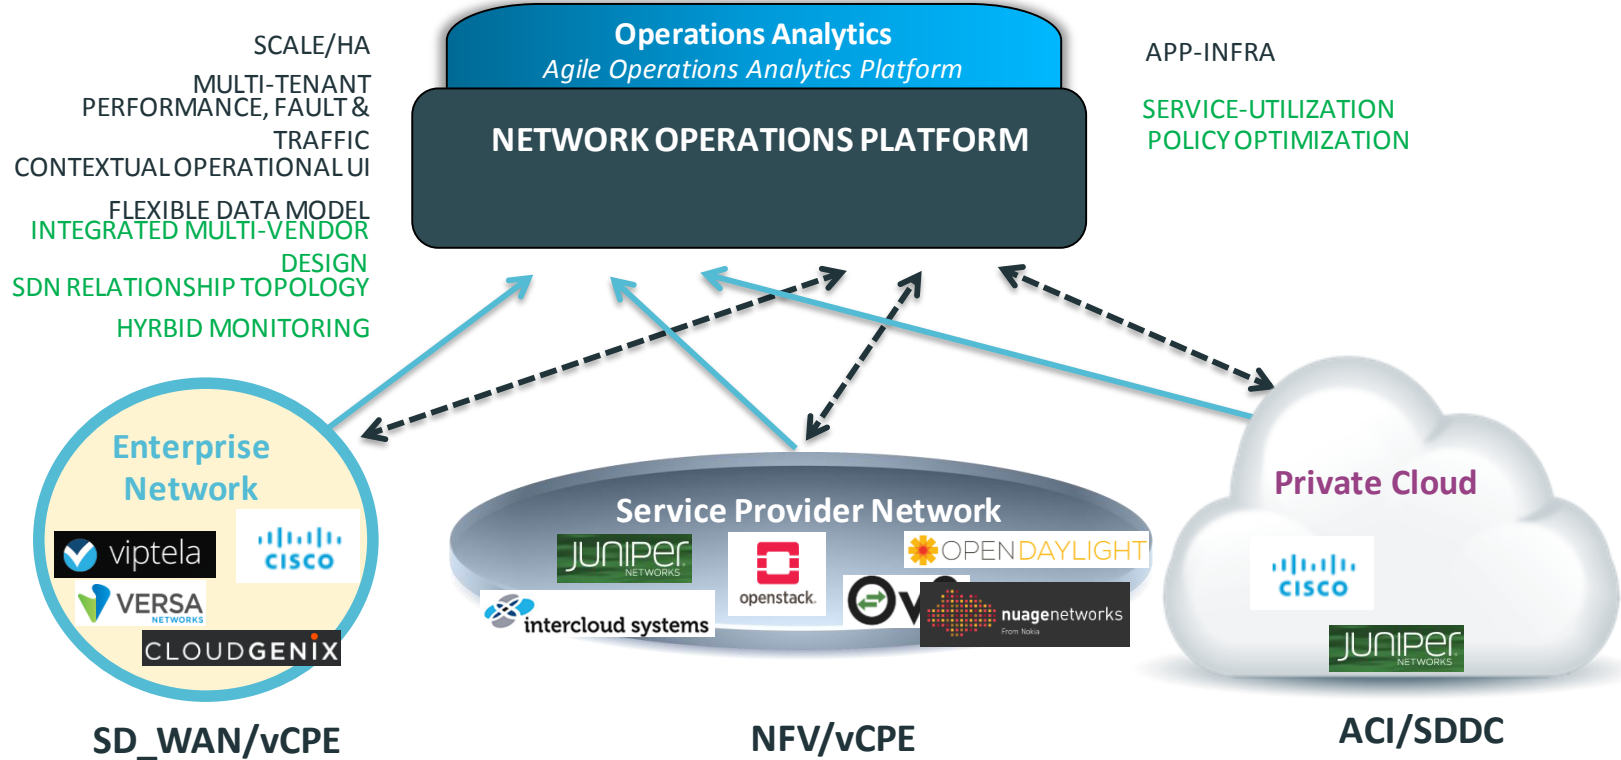 SCALE/HA
MULTI-TENANT
PERFORMANCE, FAULT &
TRAFFIC
CONTEXTUAL OPERATIONAL UI
FLEXIBLE DATA MODEL
INTEGRATED MULTI-VENDOR
DESIGN
SDN RELATIONSHIP TOPOLOGY
HYRBID MONITORING
Operations Analytics
Agile Operations Analytics Platform
NETWORK OPERATIONS PLATFORM
APP-INFRA
SERVICE-UTILIZATION
POLICY OPTIMIZATION
Enterprise
Network
viptela
CISCO
VERSA
NETWORKS
CLOUDGENIX
SD_WAN/vCPE
Service Provider Network
JUNIPER
NETWORKS
openstack.
OPENDAYLIGHT
intercloud systems
nuagenetworks
From Nokia
NFV/vCPE
Private Cloud
CISCO
JUNIPER
NETWORKS
ACI/SDDC